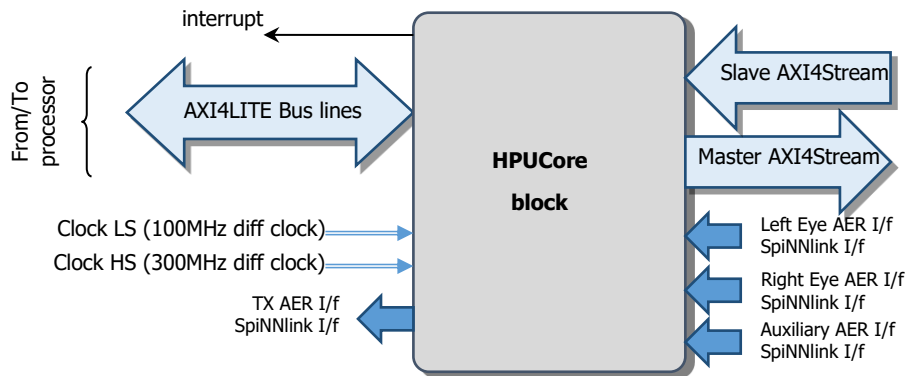 interrupt
From/To
processor
AXI4LITE Bus lines
Clock LS (100MHz diff clock)
Clock HS (300MHz diff clock)
TX AER I/f
SpiNNlink I/f
HPUCore
block
Slave AXI4Stream
Master AXI4Stream
Left Eye AER I/f
SpiNNlink I/f
Right Eye AER I/f
SpiNNlink I/f
Auxiliary AER I/f
SpiNNlink I/f